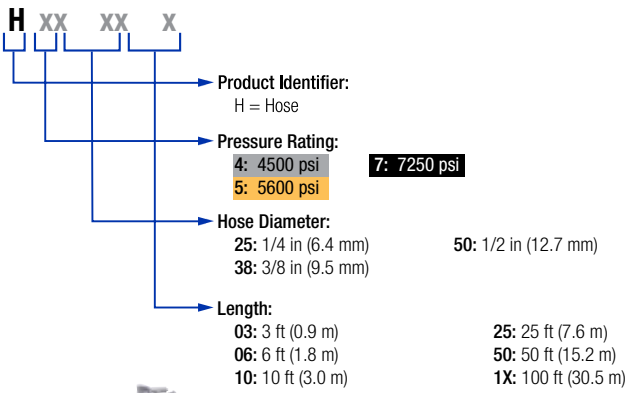 H XX XX X
Product Identifier:
H = Hose
Pressure Rating:
4: 4500 psi 7: 7250 psi
5: 5600 psi
Hose Diameter:
25: 1/4 in (6.4 mm) 50: 1/2 in (12.7 mm)
38: 3/8 in (9.5 mm)
Length:
03: 3 ft (0.9 m) 25: 25 ft (7.6 m)
06: 6 ft (1.8 m) 50: 50 ft (15.2 m)
10: 10 ft (3.0 m) 1X: 100 ft (30.5 m)